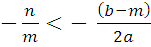 − n/m < − (b−m)/2a